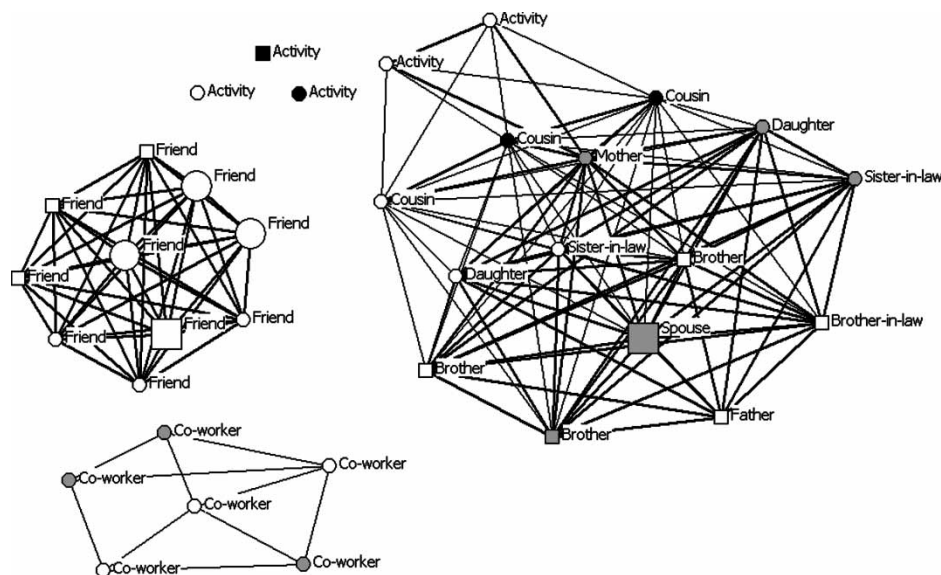 Activity
Activity
Activity
Activity
Activity
Cousin
Daughter
Cousin
Mother
Sister-in-law
Friend
Friend
Friend
Friend
Friend
Cousin
Sister-in-law
Brother
Daughter
Friend
Friend
Friend
Friend
Spouse
Brother-in-law
Friend
Brother
Father
Brother
Co-worker
Co-worker
Co-worker
Co-worker
Co-worker
Co-worker